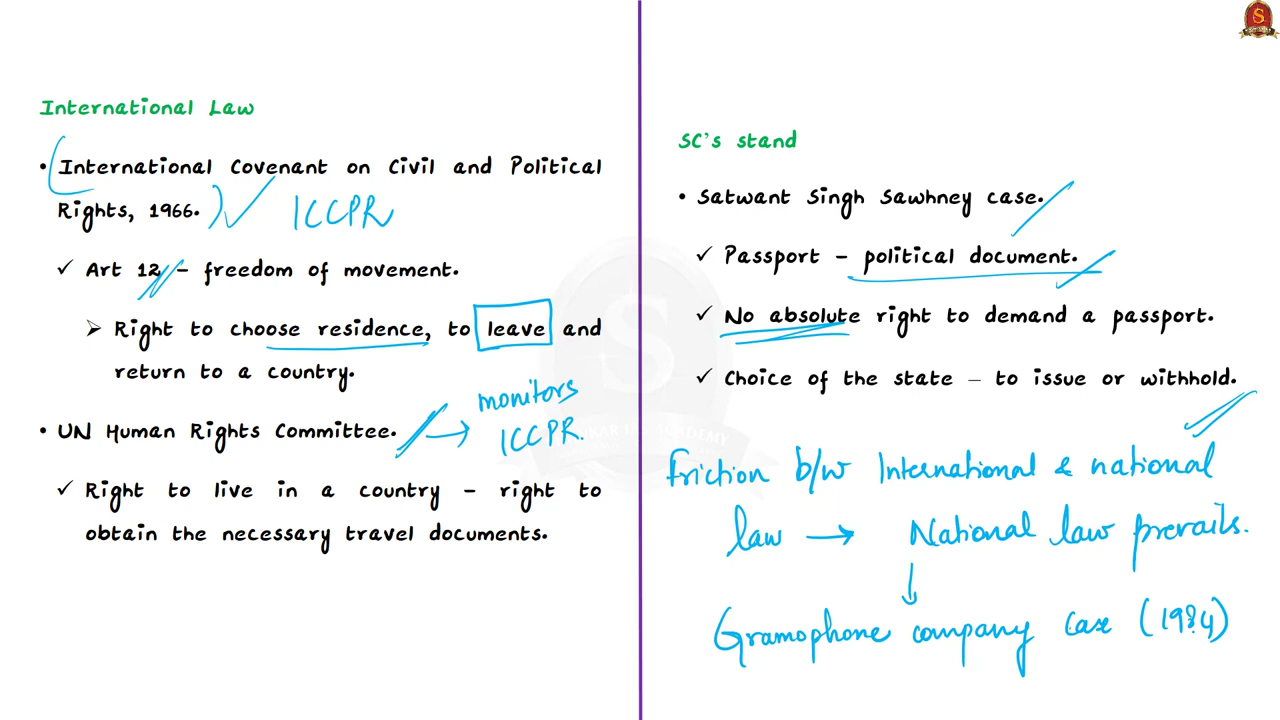 International Law
• International Covenant on Civil and Political
Rights, 1966.
ICCPR
✓ Art 12 – freedom of movement.
➤ Right to choose residence, to leave and
return to a country.
monitors
ICCPR.
• UN Human Rights Committee.
✓ Right to live in a country – right to
obtain the necessary travel documents.
SC's stand
• Satwant Singh Sawhney case.
✓ Passport – political document.
✓ No absolute right to demand a passport.
✓ Choice of the state – to issue or withhold.
Friction b/w International & national
law → National law prevails.
Gramophone company case (1984)